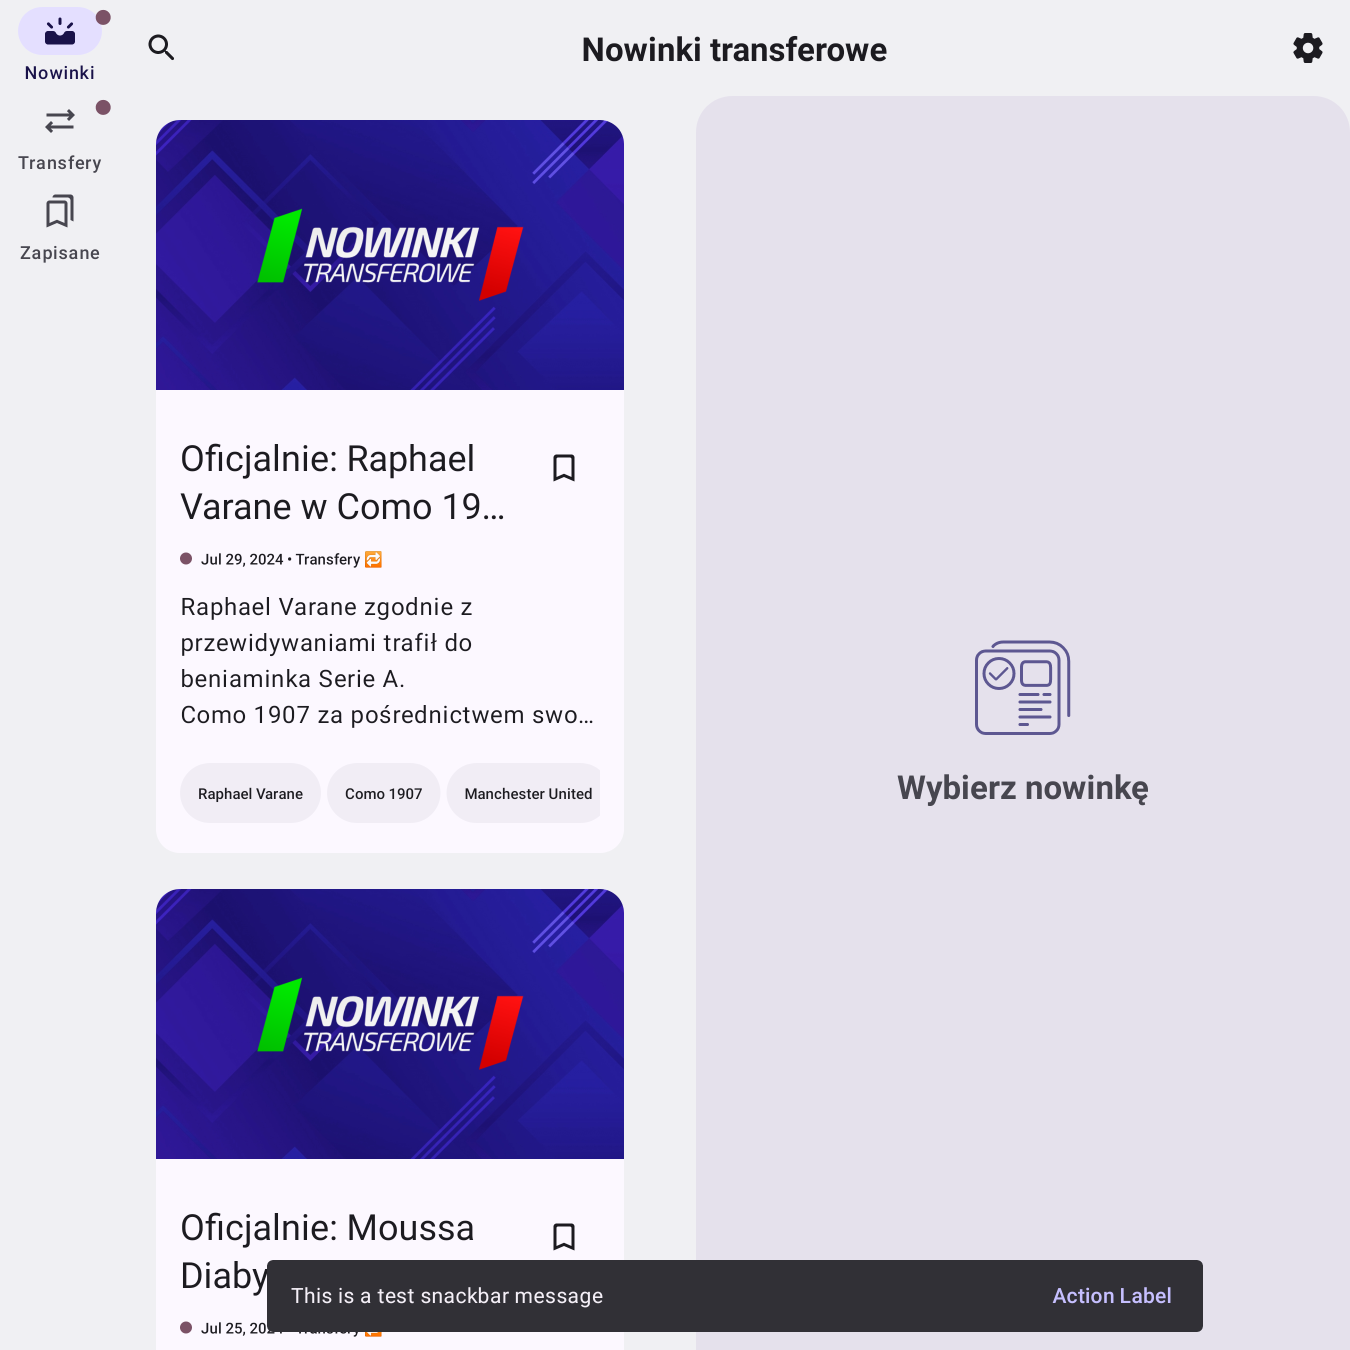 Nowinki transferowe
Nowinki
Transfery
Zapisane
NOWINKI
TRANSFEROWE
Oficjalnie: Raphael
Varane w Como 19...
Jul 29, 2024 • Transfery 🔁
Raphael Varane zgodnie z
przewidywaniami trafił do
beniaminka Serie A.
Como 1907 za pośrednictwem swo...
Raphael Varane
Como 1907
Manchester United
NOWINKI
TRANSFEROWE
Oficjalnie: Moussa
Diaby
Jul 25, 2024 • Transfery 🔁
Wybierz nowinkę
This is a test snackbar message
Action Label